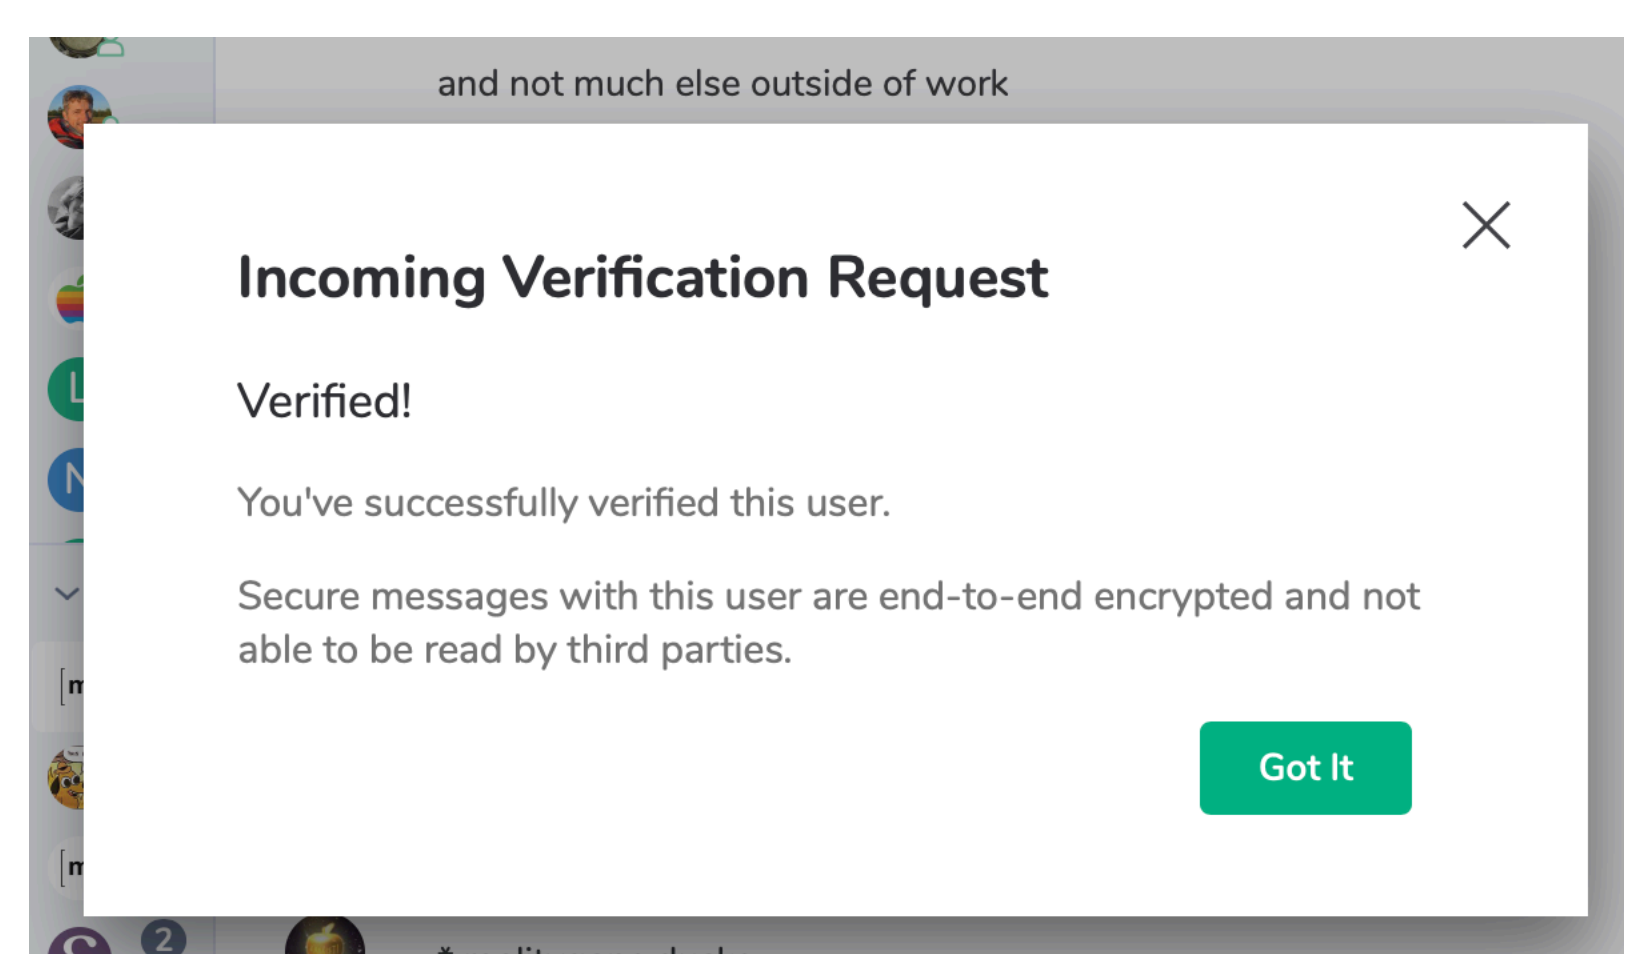 and not much else outside of work
Incoming Verification Request
Verified!
You've successfully verified this user.
Secure messages with this user are end-to-end encrypted and not
able to be read by third parties.
Got It
L
N
[m
[m
S
2